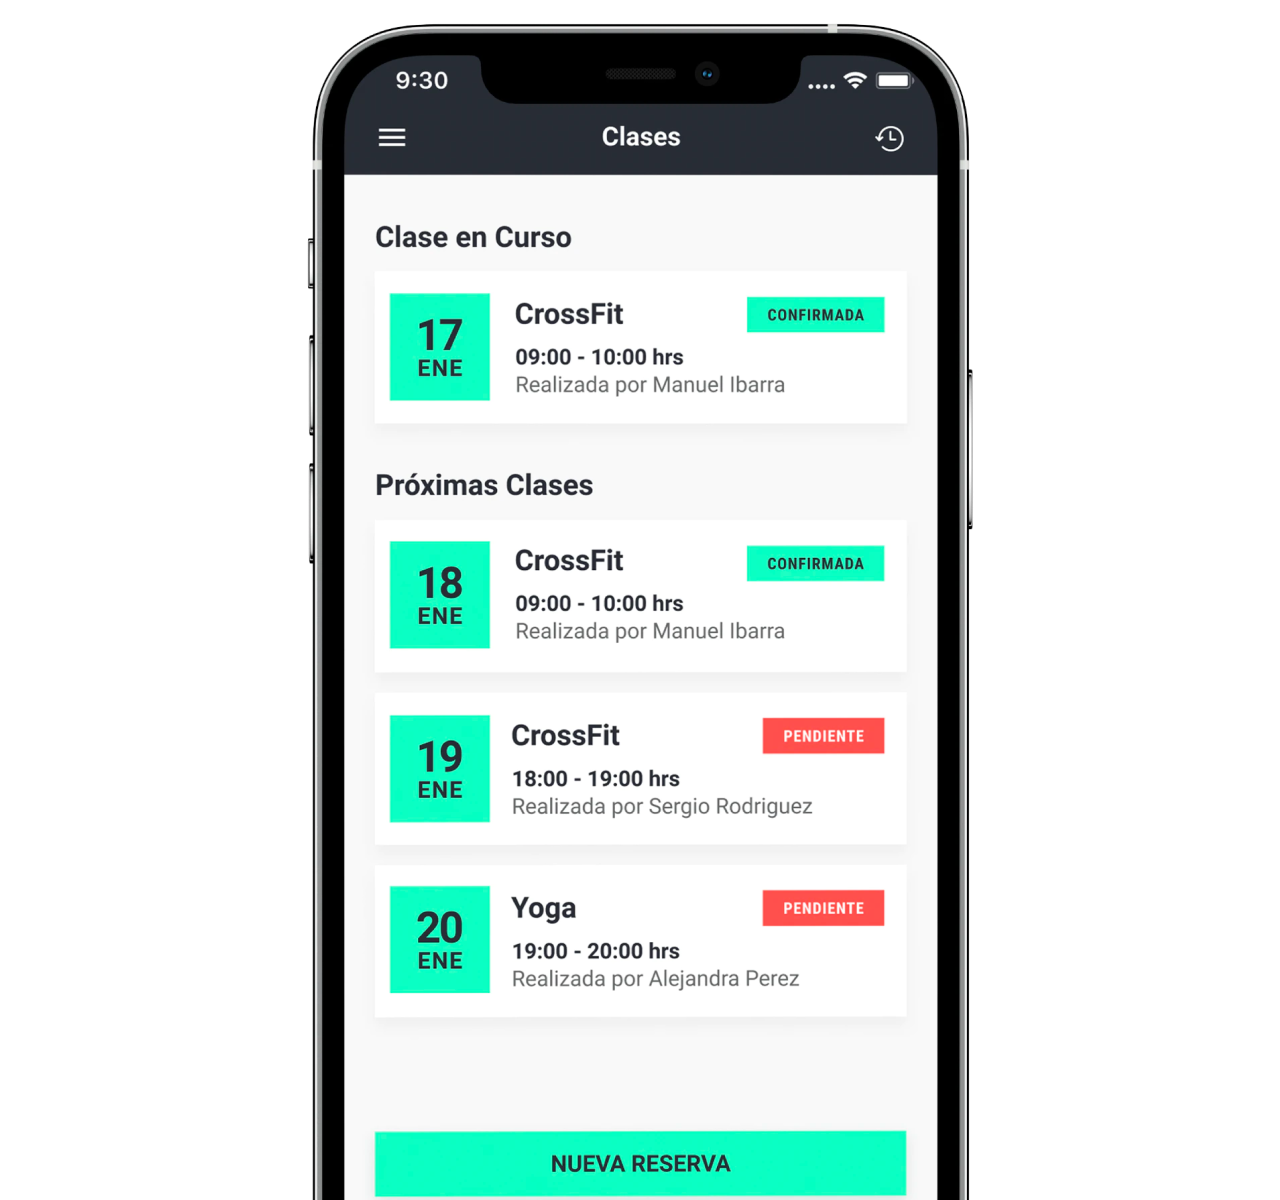 9:30
Clases
Clase en Curso
17
ENE
CrossFit
CONFIRMADA
09:00 - 10:00 hrs
Realizada por Manuel Ibarra
Próximas Clases
18
ENE
CrossFit
CONFIRMADA
09:00 - 10:00 hrs
Realizada por Manuel Ibarra
19
ENE
CrossFit
PENDIENTE
18:00 - 19:00 hrs
Realizada por Sergio Rodriguez
20
ENE
Yoga
PENDIENTE
19:00 - 20:00 hrs
Realizada por Alejandra Perez
NUEVA RESERVA